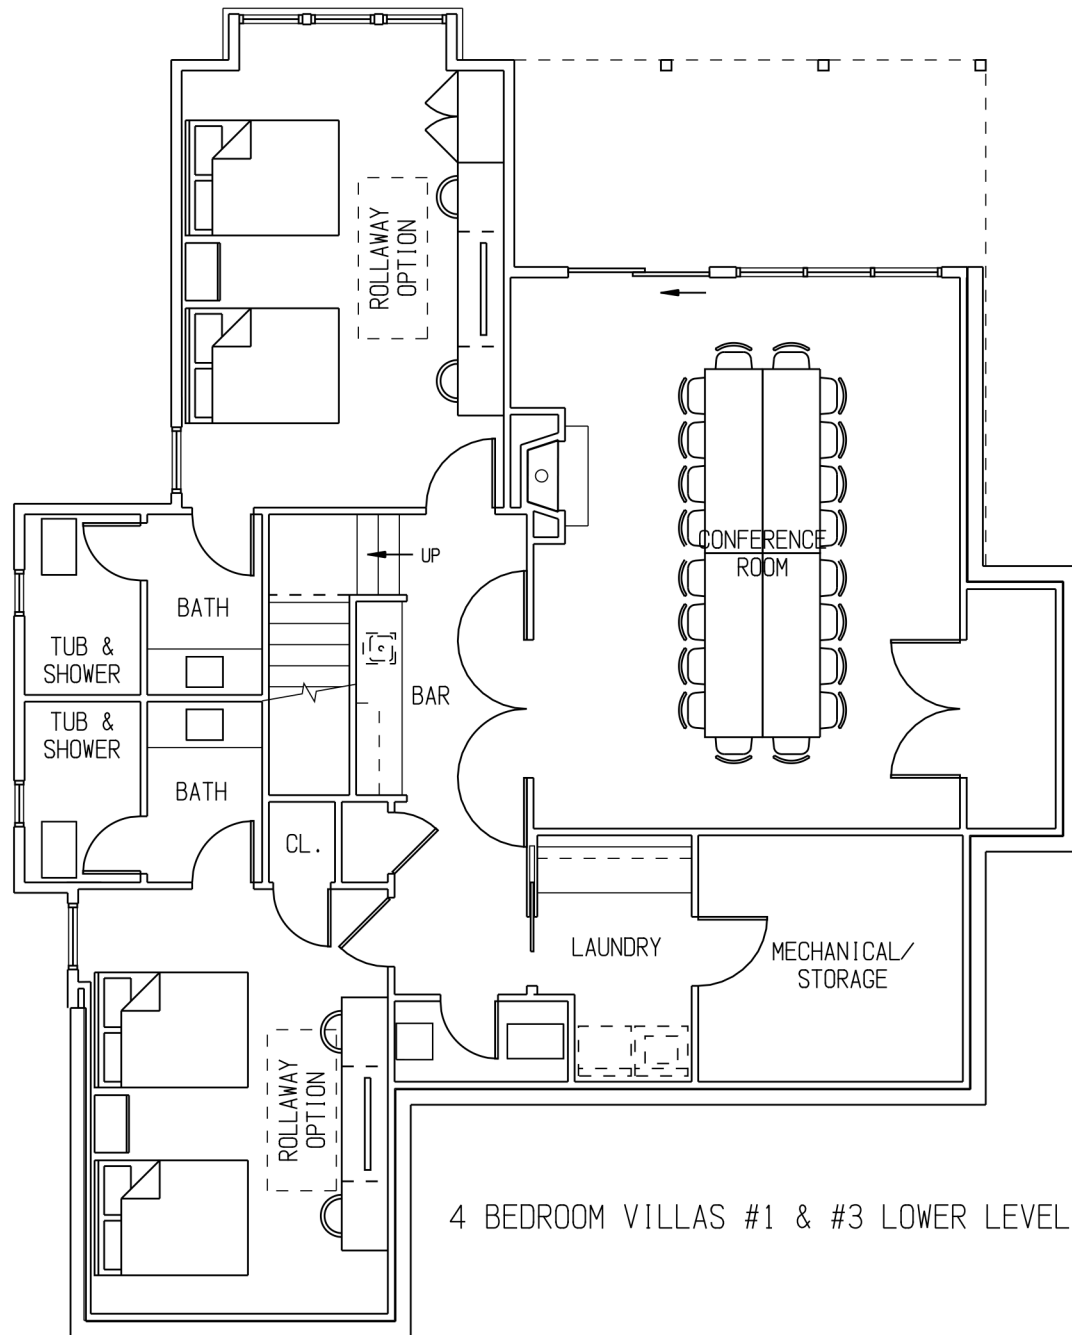 ROLLAWAY
OPTION
CONFERENCE
ROOM
UP
BATH
TUB &
SHOWER
BAR
TUB &
SHOWER
BATH
CL.
LAUNDRY
MECHANICAL/
STORAGE
ROLLAWAY
OPTION
4 BEDROOM VILLAS #1 & #3 LOWER LEVEL